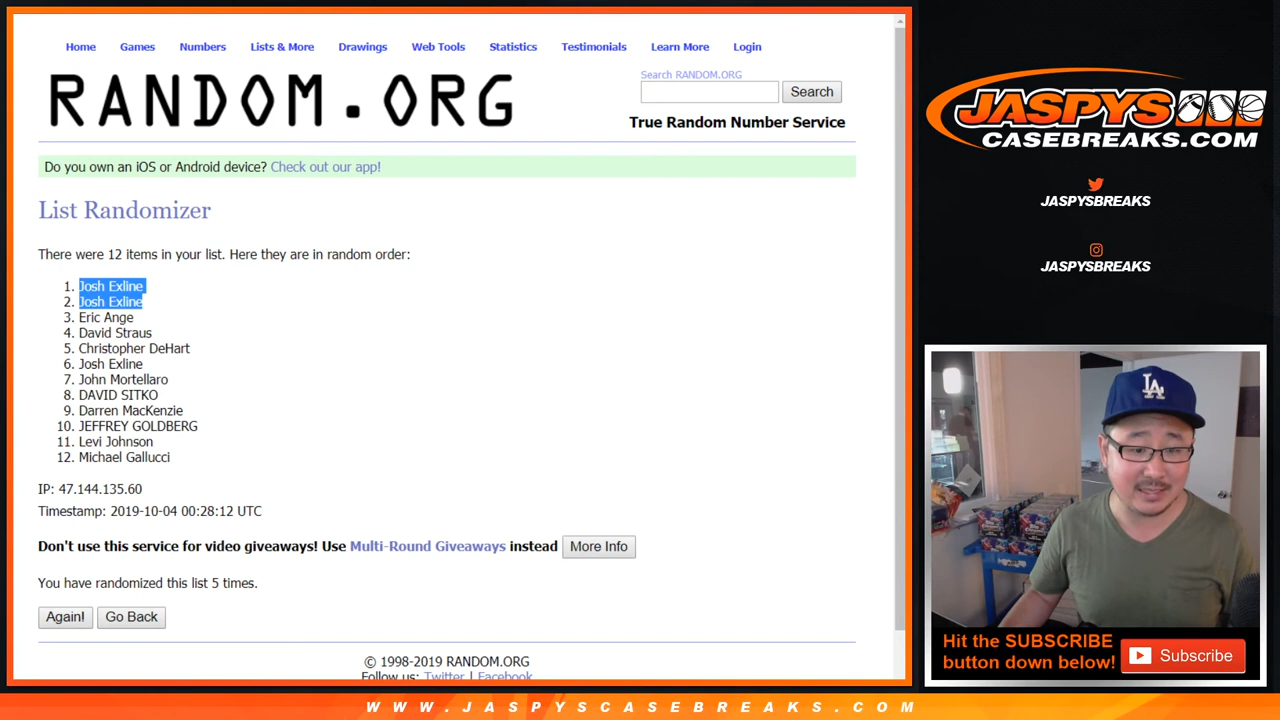 Home Games Numbers Lists & More Drawings Web Tools Statistics Testimonials Learn More Login
RANDOM.ORG
Search RANDOM.ORG
Search
True Random Number Service
Do you own an iOS or Android device? Check out our app!
List Randomizer
There were 12 items in your list. Here they are in random order:
1. Josh Exline
2. Josh Exline
3. Eric Ange
4. David Straus
5. Christopher DeHart
6. Josh Exline
7. John Mortellaro
8. DAVID SITKO
9. Darren MacKenzie
10. JEFFREY GOLDBERG
11. Levi Johnson
12. Michael Gallucci
IP: 47.144.135.60
Timestamp: 2019-10-04 00:28:12 UTC
Don't use this service for video giveaways! Use Multi-Round Giveaways instead More Info
You have randomized this list 5 times.
Again! Go Back
© 1998-2019 RANDOM.ORG
Follow us: Twitter | Facebook
JASPYS
CASEBREAKS.COM
JASPYSBREAKS
JASPYSBREAKS
LA
Hit the SUBSCRIBE
button down below!
Subscribe
WWW.JASPYSCASEBREAKS.COM